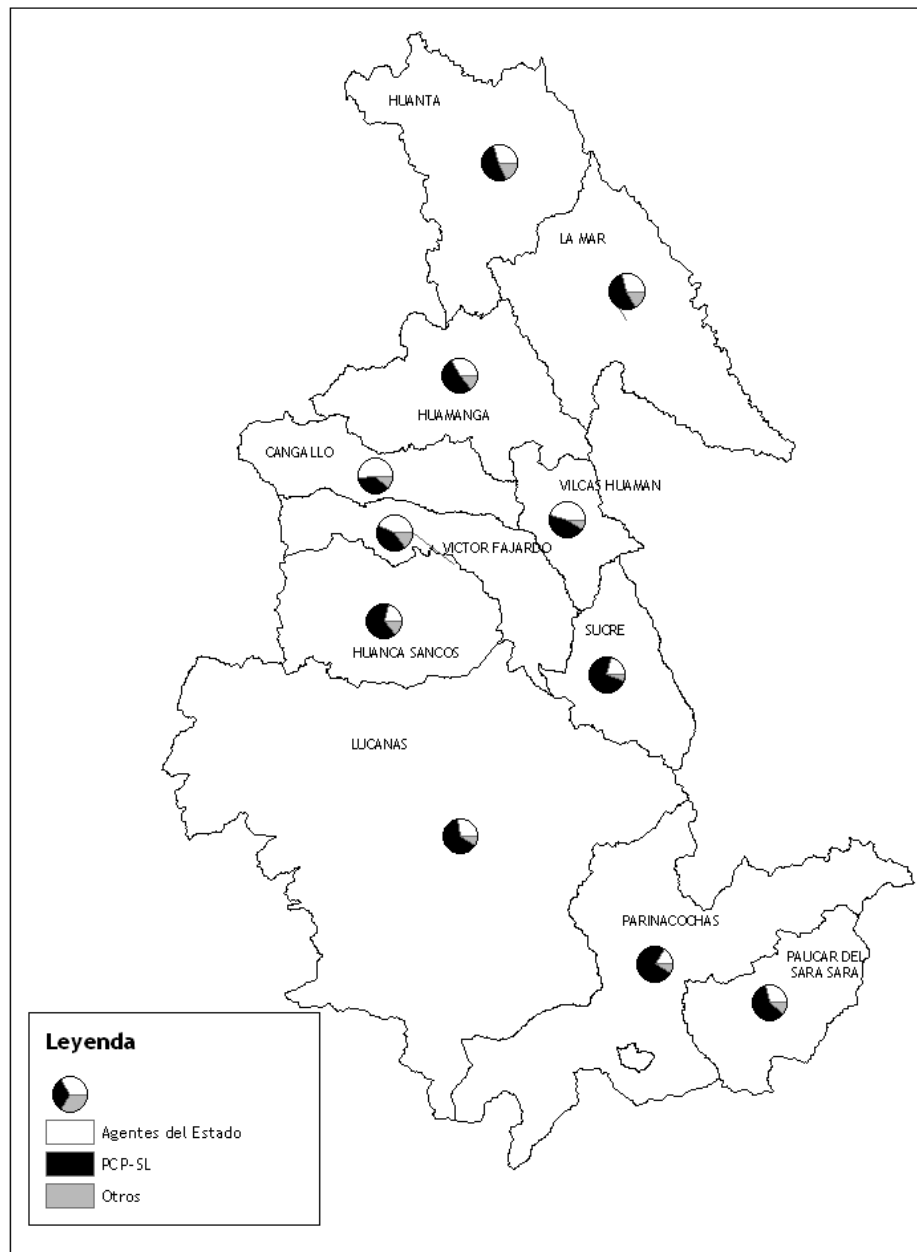 HUANTA
LA MAR
HUAMANGA
CANGALLO
VILCAS HUAMAN
VICTOR FAJARDO
SUCRE
HUANCA SANCOS
LUCANAS
PARINACOCHAS
PAUCAR DEL
SARA SARA
Leyenda
Agentes del Estado
PCP-SL
Otros